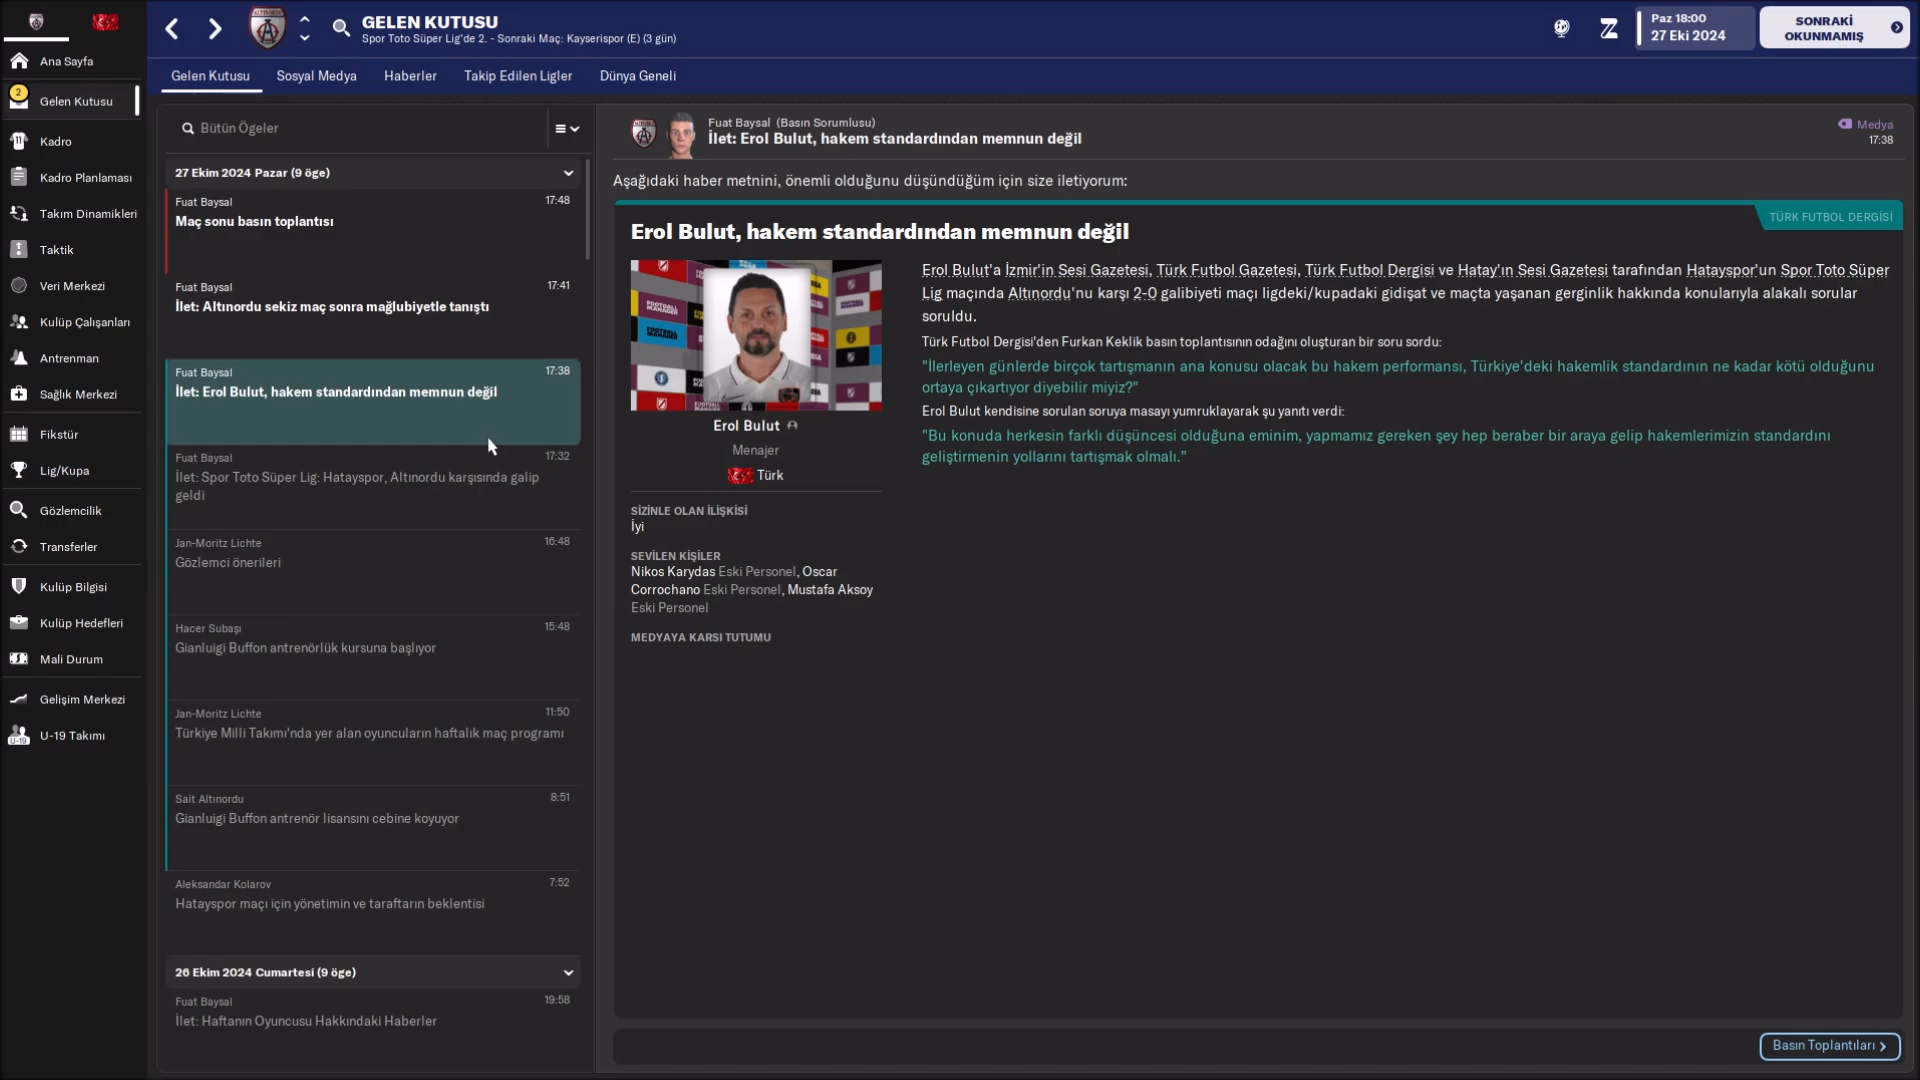 GELEN KUTUSU
Spor Toto Süper Lig'de 2. - Sonraki Maç: Kayserispor (E) (3 gün)
Paz 18:00
27 Eki 2024
SONRAKİ
OKUNMAMIŞ
Gelen Kutusu
Sosyal Medya
Haberler
Takip Edilen Ligler
Dünya Geneli
Ana Sayfa
2
Gelen Kutusu
Kadro
Kadro Planlaması
Takım Dinamikleri
Taktik
Veri Merkezi
Kulüp Çalışanları
Antrenman
Sağlık Merkezi
Fikstür
Lig/Kupa
Gözlemcilik
Transferler
Kulüp Bilgisi
Kulüp Hedefleri
Mali Durum
Gelişim Merkezi
U-19 Takımı
Bütün Ögeler
27 Ekim 2024 Pazar (9 öge)
Fuat Baysal 17:48
Maç sonu basın toplantısı
Fuat Baysal 17:41
İlet: Altınordu sekiz maç sonra mağlubiyetle tanıştı
Fuat Baysal 17:38
İlet: Erol Bulut, hakem standardından memnun değil
Fuat Baysal 17:32
İlet: Spor Toto Süper Lig: Hatayspor, Altınordu karşısında galip
geldi
Jan-Moritz Lichte 16:48
Gözlemci önerileri
Hacer Subaşı 15:48
Gianluigi Buffon antrenörlük kursuna başlıyor
Jan-Moritz Lichte 11:50
Türkiye Milli Takımı'nda yer alan oyuncuların haftalık maç programı
Sait Altınordu 8:51
Gianluigi Buffon antrenör lisansını cebine koyuyor
Aleksandar Kolarov 7:52
Hatayspor maçı için yönetimin ve taraftarın beklentisi
26 Ekim 2024 Cumartesi (9 öge)
Fuat Baysal 19:58
İlet: Haftanın Oyuncusu Hakkındaki Haberler
Fuat Baysal (Basın Sorumlusu)
İlet: Erol Bulut, hakem standardından memnun değil
Medya
17:38
Aşağıdaki haber metnini, önemli olduğunu düşündüğüm için size iletiyorum:
TÜRK FUTBOL DERGİSİ
Erol Bulut, hakem standardından memnun değil
Erol Bulut
Menajer
Türk
SİZİNLE OLAN İLİŞKİSİ
İyi
SEVİLEN KİŞİLER
Nikos Karydas Eski Personel, Oscar
Corrochano Eski Personel, Mustafa Aksoy
Eski Personel
MEDYAYA KARSI TUTUMU
Erol Bulut'a İzmir'in Sesi Gazetesi, Türk Futbol Gazetesi, Türk Futbol Dergisi ve Hatay'ın Sesi Gazetesi tarafından Hatayspor'un Spor Toto Süper
Lig maçında Altınordu'nu karşı 2-0 galibiyeti maçı ligdeki/kupadaki gidişat ve maçta yaşanan gerginlik hakkında konularıyla alakalı sorular
soruldu.
Türk Futbol Dergisi'den Furkan Keklik basın toplantısının odağını oluşturan bir soru sordu:
"İlerleyen günlerde birçok tartışmanın ana konusu olacak bu hakem performansı, Türkiye'deki hakemlik standardının ne kadar kötü olduğunu
ortaya çıkartıyor diyebilir miyiz?"
Erol Bulut kendisine sorulan soruya masayı yumruklayarak şu yanıtı verdi:
"Bu konuda herkesin farklı düşüncesi olduğuna eminim, yapmamız gereken şey hep beraber bir araya gelip hakemlerimizin standardını
geliştirmenin yollarını tartışmak olmalı."
Basın Toplantıları